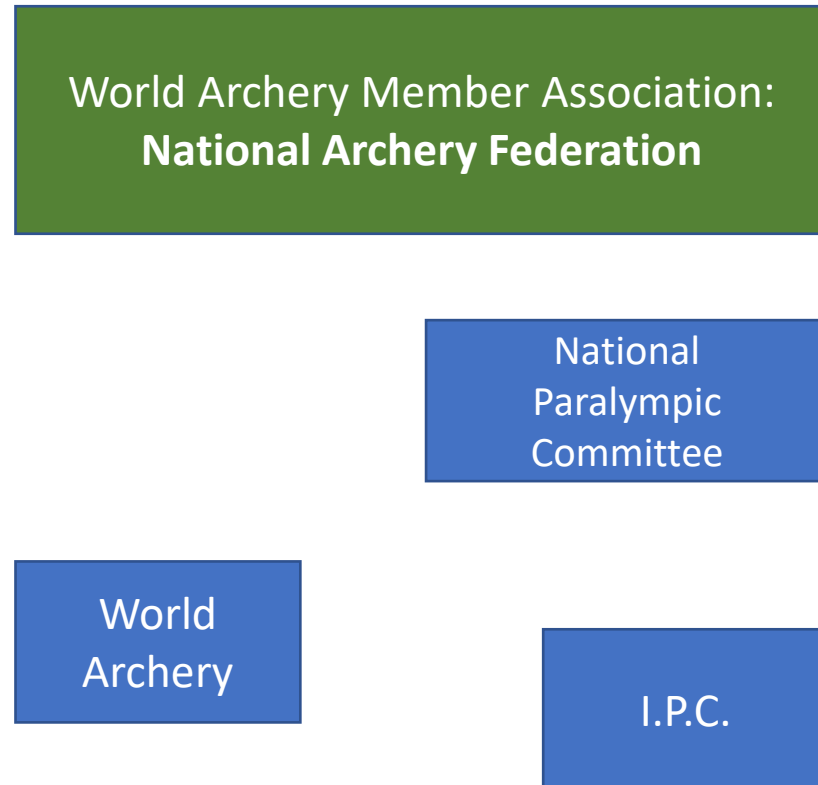 World Archery Member Association:
National Archery Federation
National
Paralympic
Committee
World
Archery
I.P.C.